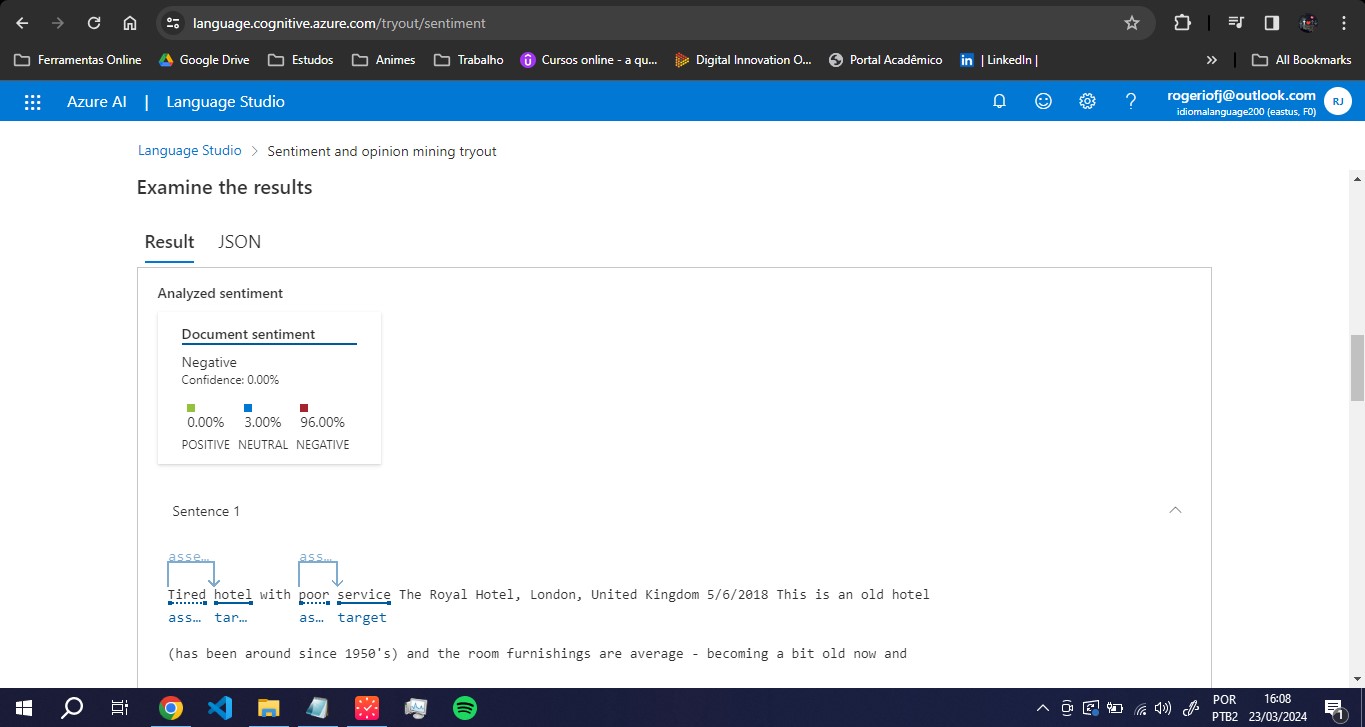 language.cognitive.azure.com/tryout/sentiment
Ferramentas Online Google Drive Estudos Animes Trabalho Cursos online - a qu... Digital Innovation O... Portal Acadêmico | LinkedIn | » All Bookmarks
Azure AI | Language Studio ? rogeriofj@outlook.com RJ
idiomalanguage200 (eastus, F0)
Language Studio > Sentiment and opinion mining tryout
Examine the results
Result JSON
Analyzed sentiment
Document sentiment
Negative
Confidence: 0.00%
0.00% 3.00% 96.00%
POSITIVE NEUTRAL NEGATIVE
Sentence 1
asse... ass...
Tired hotel with poor service The Royal Hotel, London, United Kingdom 5/6/2018 This is an old hotel
ass... tar... as... target
(has been around since 1950's) and the room furnishings are average - becoming a bit old now and
POR 16:08
PTB2 23/03/2024 1